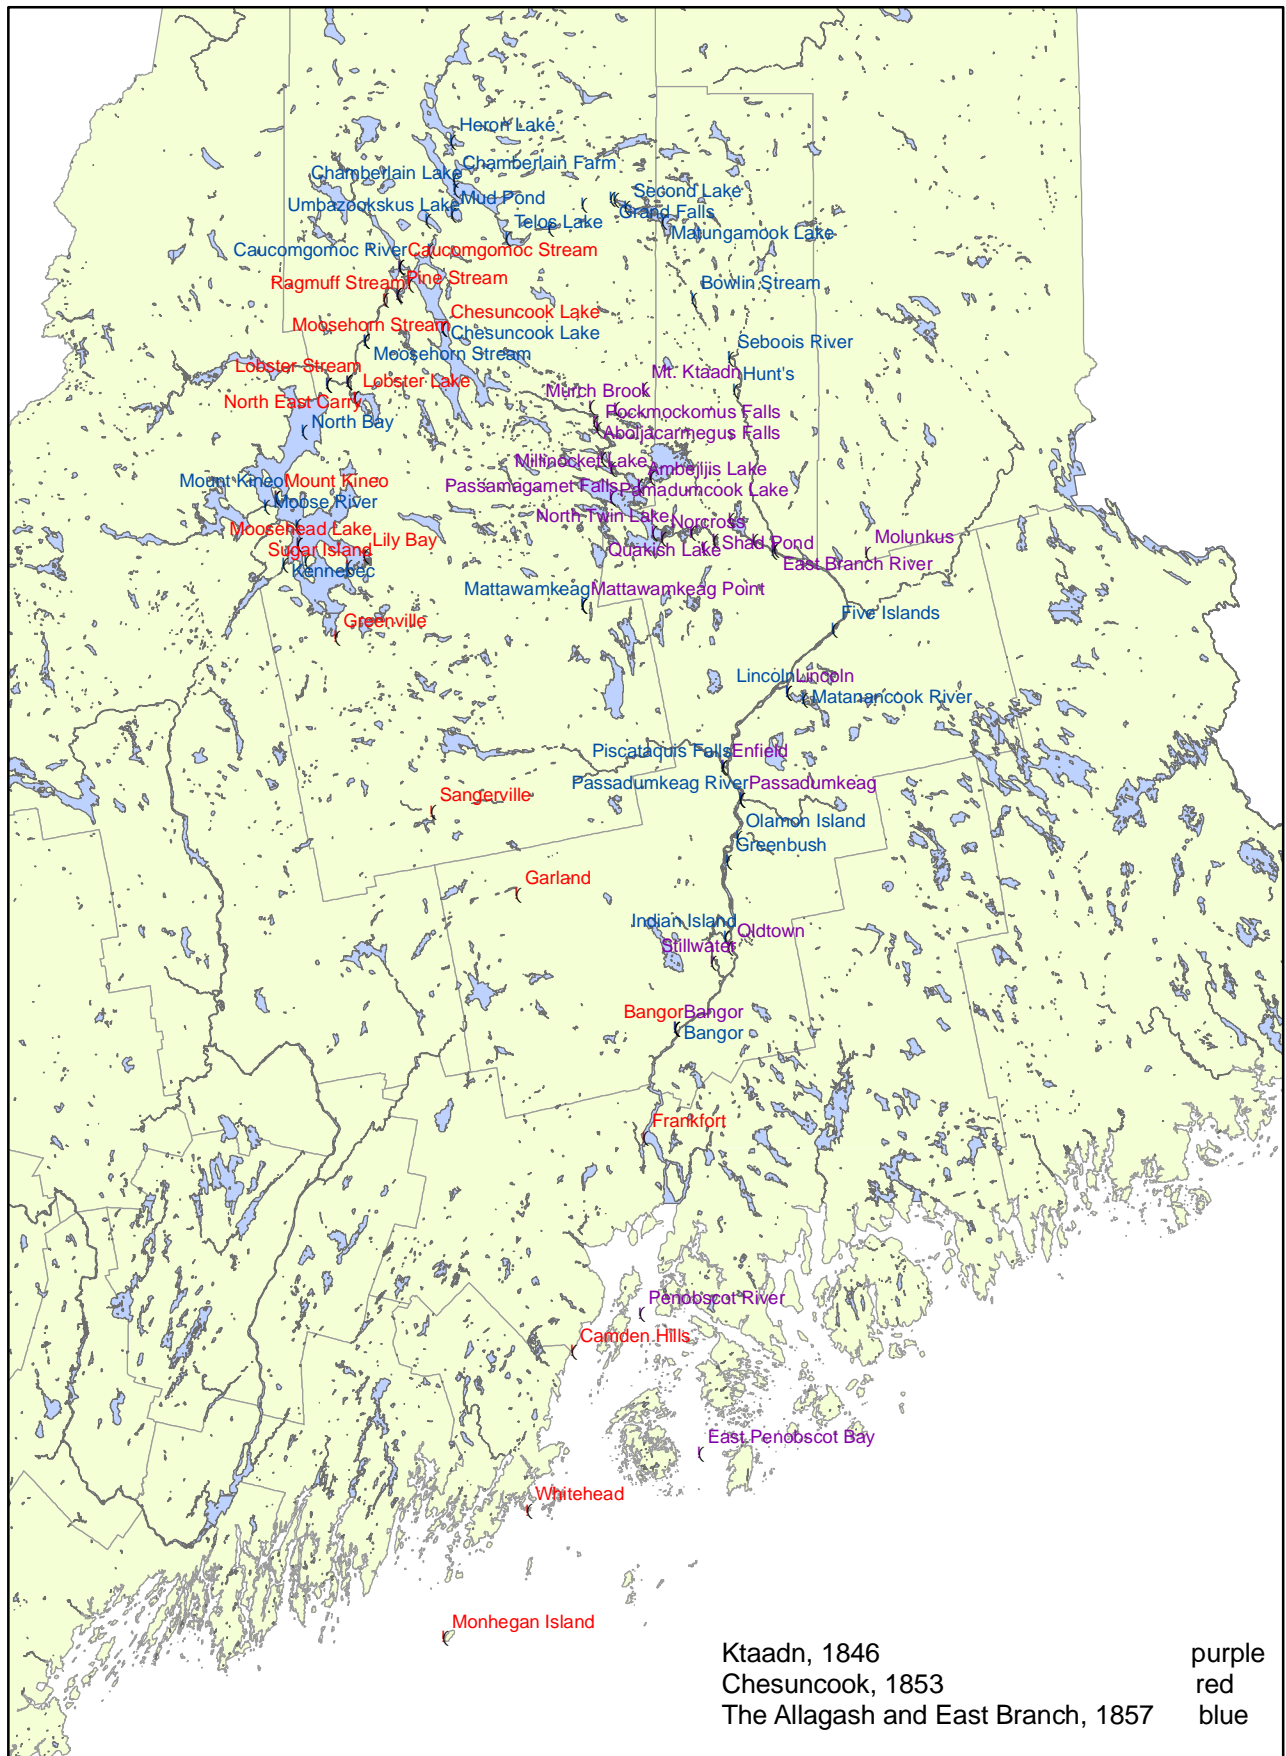 Heron Lake
Chamberlain Farm
Chamberlain Lake
Mud Pond
Second Lake
Umbazookskus Lake
Grand Falls
Telos Lake
Matungamook Lake
Caucomgomoc River
Caucomgomoc Stream
Ragmuff Stream
Pine Stream
Bowlin Stream
Chesuncook Lake
Moosehorn Stream
Chesuncook Lake
Seboois River
Moosehorn Stream
Lobster Stream
Lobster Lake
Mt. Ktaadn
Hunt's
Murch Brook
North East Carry
Pockmockomus Falls
North Bay
Aboljacarmegus Falls
Millinocket Lake
Ambejijis Lake
Mount Kineo
Mount Kineo
Passamagamet Falls
Pamadumcook Lake
Moose River
North Twin Lake
Norcross
Moosehead Lake
Lily Bay
Molunkus
Sugar Island
Quakish Lake
Shad Pond
Kennebec
East Branch River
Mattawamkeag
Mattawamkeag Point
Greenville
Five Islands
Lincoln
Lincoln
Matanancook River
Piscataquis Falls
Enfield
Passadumkeag River
Passadumkeag
Sangerville
Olamon Island
Greenbush
Garland
Indian Island
Oldtown
Stillwater
Bangor
Bangor
Bangor
Frankfort
Penobscot River
Camden Hills
East Penobscot Bay
Whitehead
Monhegan Island
Ktaadn, 1846 purple
Chesuncook, 1853 red
The Allagash and East Branch, 1857 blue